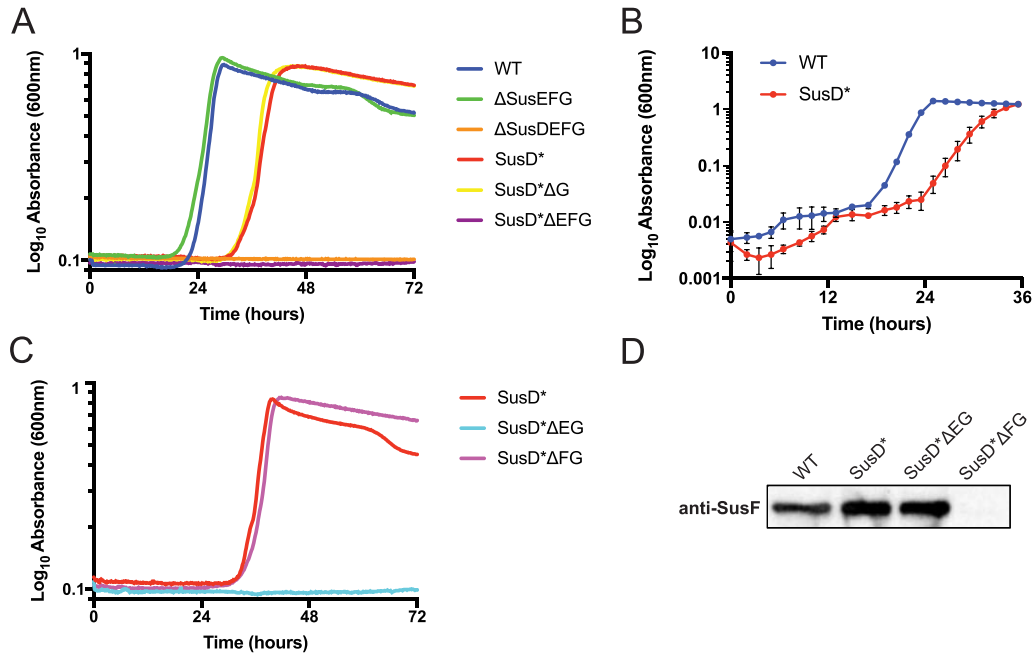 A
Log10 Absorbance (600nm)
1
0.1
0
24
48
72
Time (hours)
WT
ΔSusEFG
ΔSusDEFG
SusD*
SusD*ΔG
SusD*ΔEFG
B
Log10 Absorbance (600nm)
10
1
0.1
0.01
0.001
0
12
24
36
Time (hours)
WT
SusD*
C
Log10 Absorbance (600nm)
1
0.1
0
24
48
72
Time (hours)
SusD*
SusD*ΔEG
SusD*ΔFG
D
WT
SusD*
SusD*ΔEG
SusD*ΔFG
anti-SusF